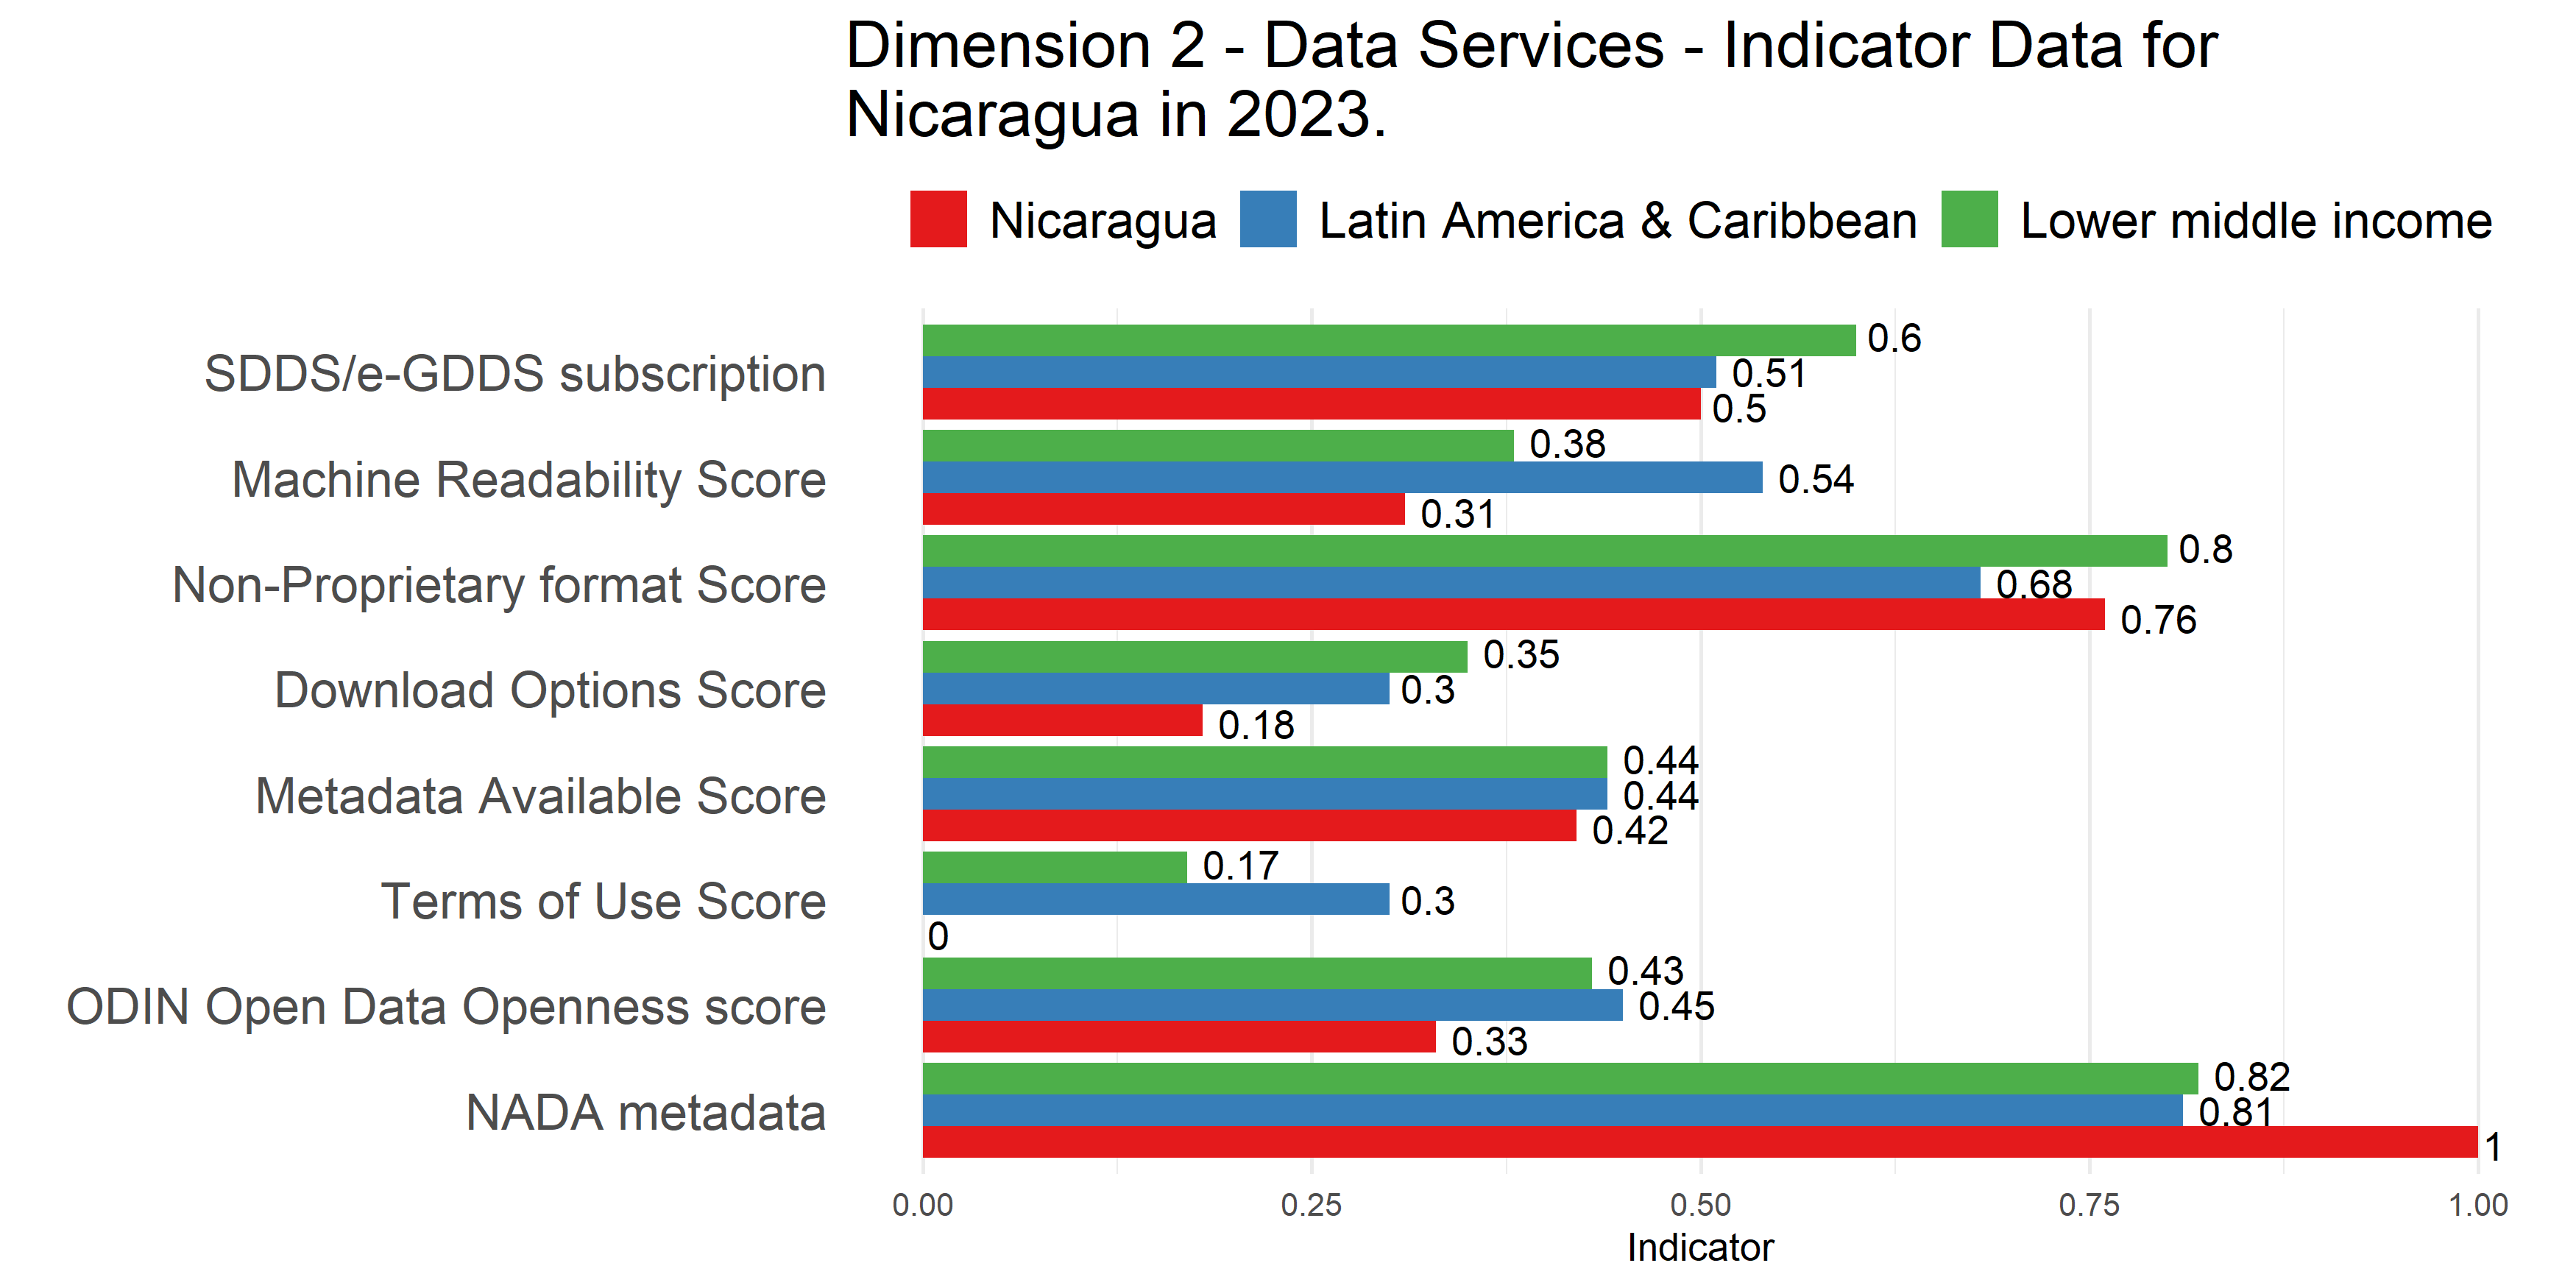 Dimension 2 - Data Services - Indicator Data for
Nicaragua in 2023.
Nicaragua Latin America & Caribbean Lower middle income
SDDS/e-GDDS subscription
0.6
0.51
0.5
Machine Readability Score
0.38
0.54
0.31
Non-Proprietary format Score
0.8
0.68
0.76
Download Options Score
0.35
0.3
0.18
Metadata Available Score
0.44
0.44
0.42
Terms of Use Score
0.17
0.3
0
ODIN Open Data Openness score
0.43
0.45
0.33
NADA metadata
0.82
0.81
1
0.00 0.25 0.50 0.75 1.00
Indicator